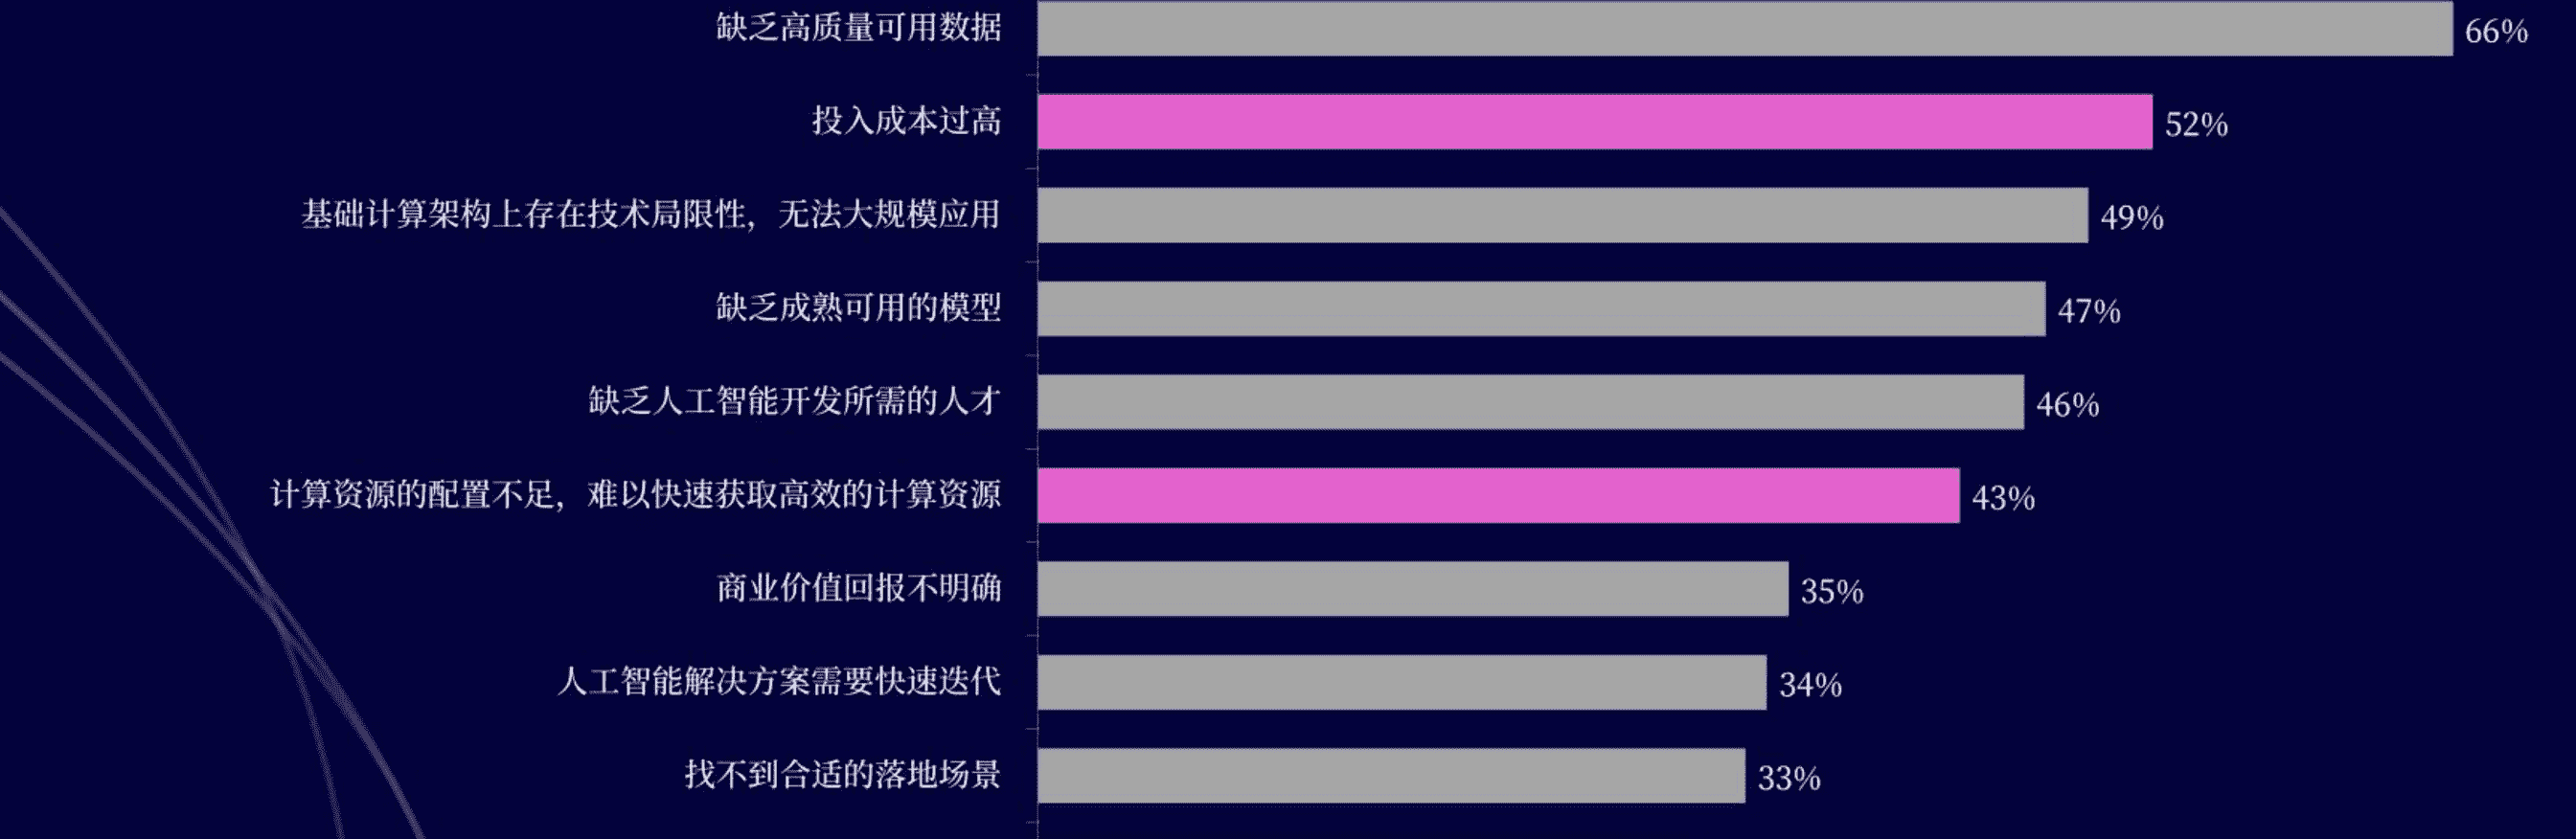 缺乏高质量可用数据 66%
投入成本过高 52%
基础计算架构上存在技术局限性，无法大规模应用 49%
缺乏成熟可用的模型 47%
缺乏人工智能开发所需的人才 46%
计算资源的配置不足，难以快速获取高效的计算资源 43%
商业价值回报不明确 35%
人工智能解决方案需要快速迭代 34%
找不到合适的落地场景 33%